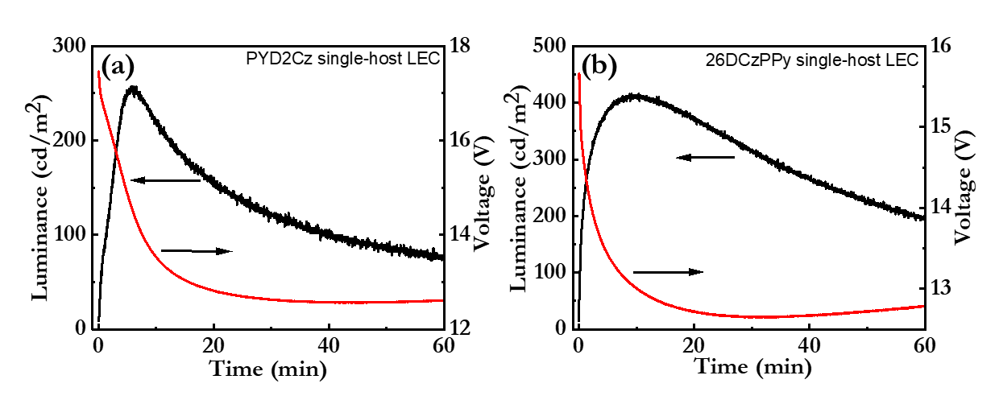 (a)
PYD2Cz single-host LEC
Luminance (cd/m²)
300
200
100
0
Voltage (V)
18
16
14
12
0 20 40 60
Time (min)
(b)
26DCzPPy single-host LEC
Luminance (cd/m²)
500
400
300
200
100
0
Voltage (V)
16
15
14
13
0 20 40 60
Time (min)